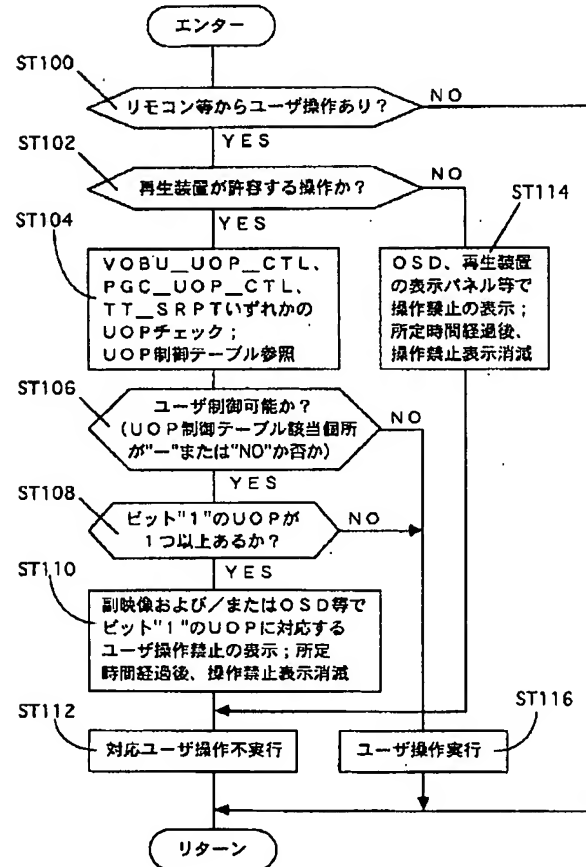 エンター
ST100
リモコン等からユーザ操作あり？
NO
YES
ST102
再生装置が許容する操作か？
NO
YES
ST104
VOBU_UOP_CTL、
PGC_UOP_CTL、
TT_SRPTいずれかの
UOPチェック；
UOP制御テーブル参照
ST114
OSD、再生装置
の表示パネル等で
操作禁止の表示；
所定時間経過後、
操作禁止表示消滅
ST106
ユーザ制御可能か？
(UOP制御テーブル該当個所
が"－"または"NO"か否か)
NO
YES
ST108
ビット"1"のUOPが
1つ以上あるか？
NO
YES
ST110
副映像および／またはOSD等で
ビット"1"のUOPに対応する
ユーザ操作禁止の表示；所定
時間経過後、操作禁止表示消滅
ST112
対応ユーザ操作不実行
ST116
ユーザ操作実行
リターン